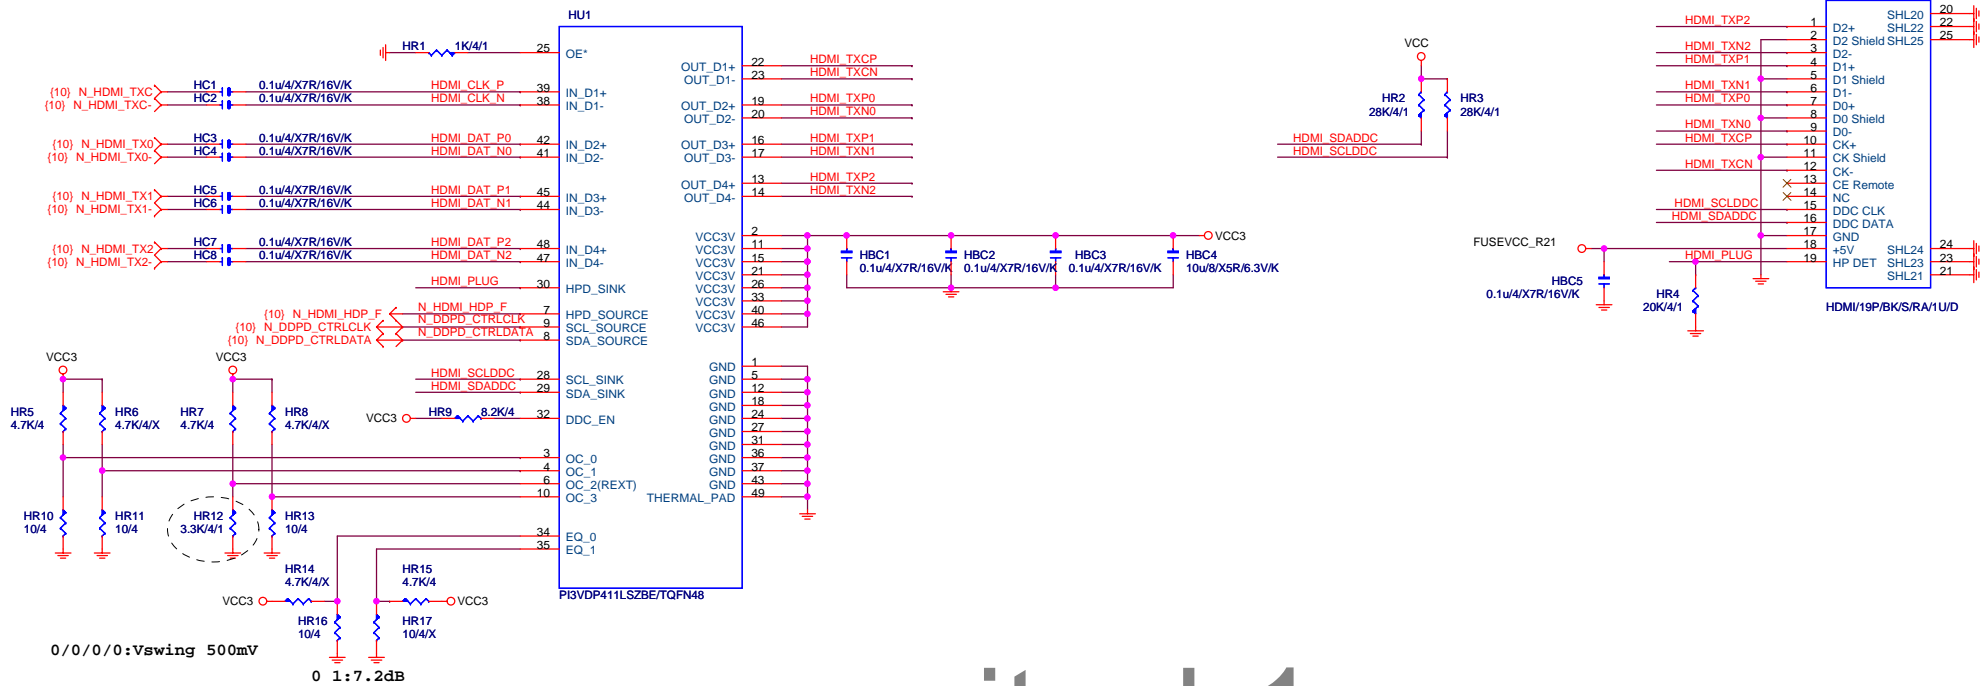 HU1
HR1 1K/4/1 25 OE*
{10} N_HDMI_TXC HC1 0.1u/4/X7R/16V/K HDMI_CLK_P 39 IN_D1+
{10} N_HDMI_TXC- HC2 0.1u/4/X7R/16V/K HDMI_CLK_N 38 IN_D1-
{10} N_HDMI_TX0 HC3 0.1u/4/X7R/16V/K HDMI_DAT_P0 42 IN_D2+
{10} N_HDMI_TX0- HC4 0.1u/4/X7R/16V/K HDMI_DAT_N0 41 IN_D2-
{10} N_HDMI_TX1 HC5 0.1u/4/X7R/16V/K HDMI_DAT_P1 45 IN_D3+
{10} N_HDMI_TX1- HC6 0.1u/4/X7R/16V/K HDMI_DAT_N1 44 IN_D3-
{10} N_HDMI_TX2 HC7 0.1u/4/X7R/16V/K HDMI_DAT_P2 48 IN_D4+
{10} N_HDMI_TX2- HC8 0.1u/4/X7R/16V/K HDMI_DAT_N2 47 IN_D4-
HDMI_PLUG 30 HPD_SINK
{10} N_HDMI_HDP_F N_HDMI_HDP_F 7 HPD_SOURCE
{10} N_DDPD_CTRLCLK N_DDPD_CTRLCLK 9 SCL_SOURCE
{10} N_DDPD_CTRLDATA N_DDPD_CTRLDATA 8 SDA_SOURCE
HDMI_SCLDDC 28 SCL_SINK
HDMI_SDADDC 29 SDA_SINK
VCC3 HR9 8.2K/4 32 DDC_EN
3 OC_0
4 OC_1
6 OC_2(REXT)
10 OC_3
34 EQ_0
35 EQ_1
VCC3 VCC3
HR5 4.7K/4
HR6 4.7K/4/X
HR7 4.7K/4
HR8 4.7K/4/X
HR10 10/4
HR11 10/4
HR12 3.3K/4/1
HR13 10/4
HR14 4.7K/4/X
HR15 4.7K/4
VCC3 VCC3
HR16 10/4
HR17 10/4/X
PI3VDP411LSZBE/TQFN48
0/0/0/0:Vswing 500mV
0 1:7.2dB
OUT_D1+ 22 HDMI_TXCP
OUT_D1- 23 HDMI_TXCN
OUT_D2+ 19 HDMI_TXP0
OUT_D2- 20 HDMI_TXN0
OUT_D3+ 16 HDMI_TXP1
OUT_D3- 17 HDMI_TXN1
OUT_D4+ 13 HDMI_TXP2
OUT_D4- 14 HDMI_TXN2
VCC3V 2 VCC3
VCC3V 11
VCC3V 15
VCC3V 21
VCC3V 26
VCC3V 33
VCC3V 40
VCC3V 46
HBC1 0.1u/4/X7R/16V/K
HBC2 0.1u/4/X7R/16V/K
HBC3 0.1u/4/X7R/16V/K
HBC4 10u/8/X5R/6.3V/K
GND 1
GND 5
GND 12
GND 18
GND 24
GND 27
GND 31
GND 36
GND 37
GND 43
THERMAL_PAD 49
VCC
HR2 28K/4/1
HR3 28K/4/1
HDMI_SDADDC
HDMI_SCLDDC
HDMI_TXP2 1 D2+
2 D2 Shield
HDMI_TXN2 3 D2-
HDMI_TXP1 4 D1+
5 D1 Shield
HDMI_TXN1 6 D1-
HDMI_TXP0 7 D0+
8 D0 Shield
HDMI_TXN0 9 D0-
HDMI_TXCP 10 CK+
11 CK Shield
HDMI_TXCN 12 CK-
13 CE Remote
14 NC
HDMI_SCLDDC 15 DDC CLK
HDMI_SDADDC 16 DDC DATA
17 GND
FUSEVCC_R21 18 +5V
HDMI_PLUG 19 HP DET
SHL20 20
SHL22 22
SHL25 25
SHL24 24
SHL23 23
SHL21 21
HBC5 0.1u/4/X7R/16V/K
HR4 20K/4/1
HDMI/19P/BK/S/RA/1U/D